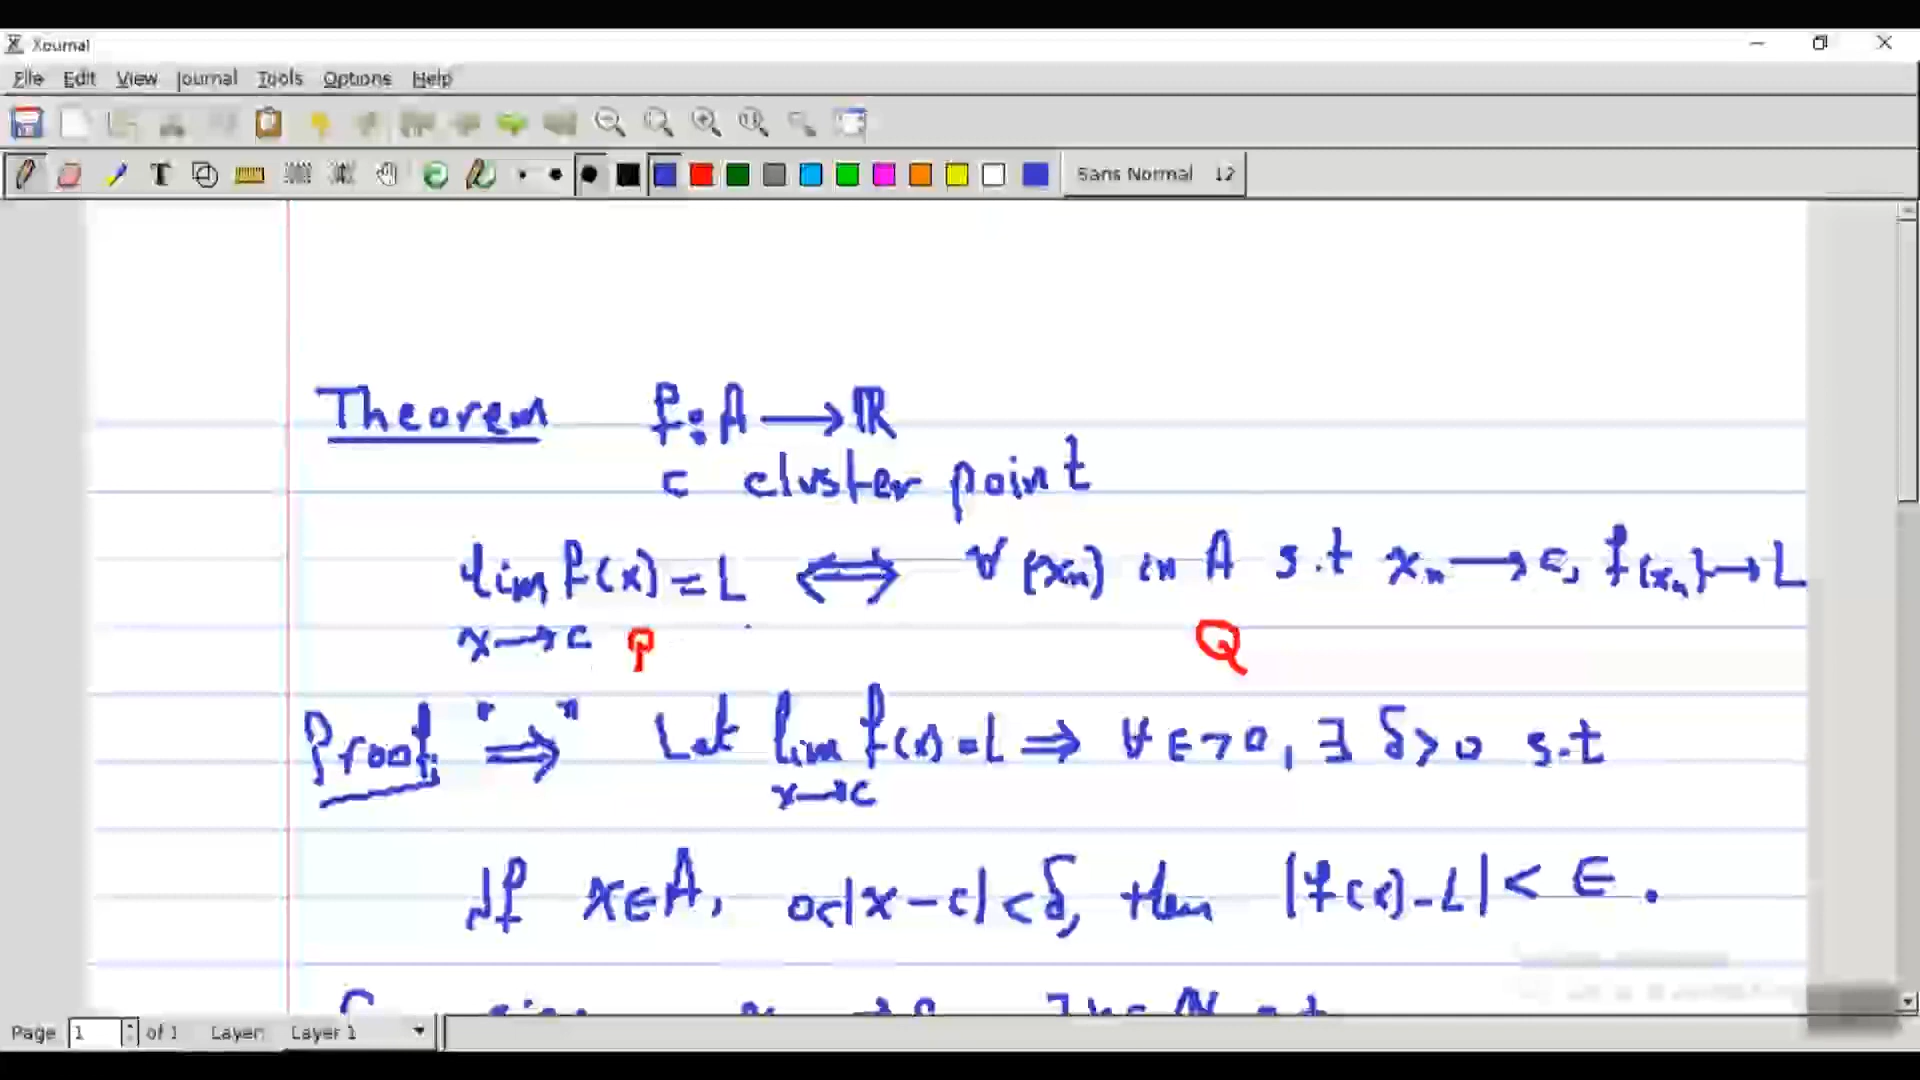 Xournal
File Edit View Journal Tools Options Help
Sans Normal 12
Theorem f: A → ℝ
c cluster point
lim f(x) = L ⟺ ∀ {xₙ} in A s.t xₙ → c, f(xₙ) → L
x → c P Q
Proof: "⇒" Let lim f(x) = L ⇒ ∀ ∈ > 0, ∃ δ > 0 s.t
x → c
If x ∈ A, 0 < |x - c| < δ, then |f(x) - L| < ∈ .
Page 1 of 1 Layer: Layer 1